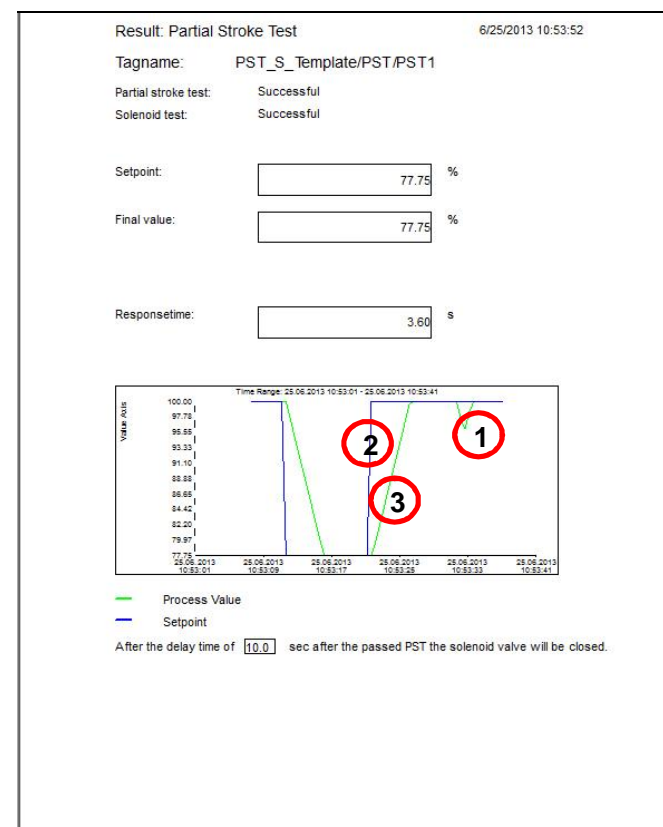 Result: Partial Stroke Test 6/25/2013 10:53:52
Tagname: PST_S_Template/PST/PST1
Partial stroke test: Successful
Solenoid test: Successful
Setpoint: 77.75 %
Final value: 77.75 %
Responsetime: 3.60 s
Time Range: 25.06.2013 10:53:01 - 25.06.2013 10:53:41
Value Axis
100.00
97.78
95.55
93.33
91.10
88.88
86.65
84.42
82.20
79.97
77.75
1
2
3
25.06.2013 25.06.2013 25.06.2013 25.06.2013 25.06.2013 25.06.2013
10:53:01 10:53:09 10:53:17 10:53:25 10:53:33 10:53:41
Process Value
Setpoint
After the delay time of 10.0 sec after the passed PST the solenoid valve will be closed.